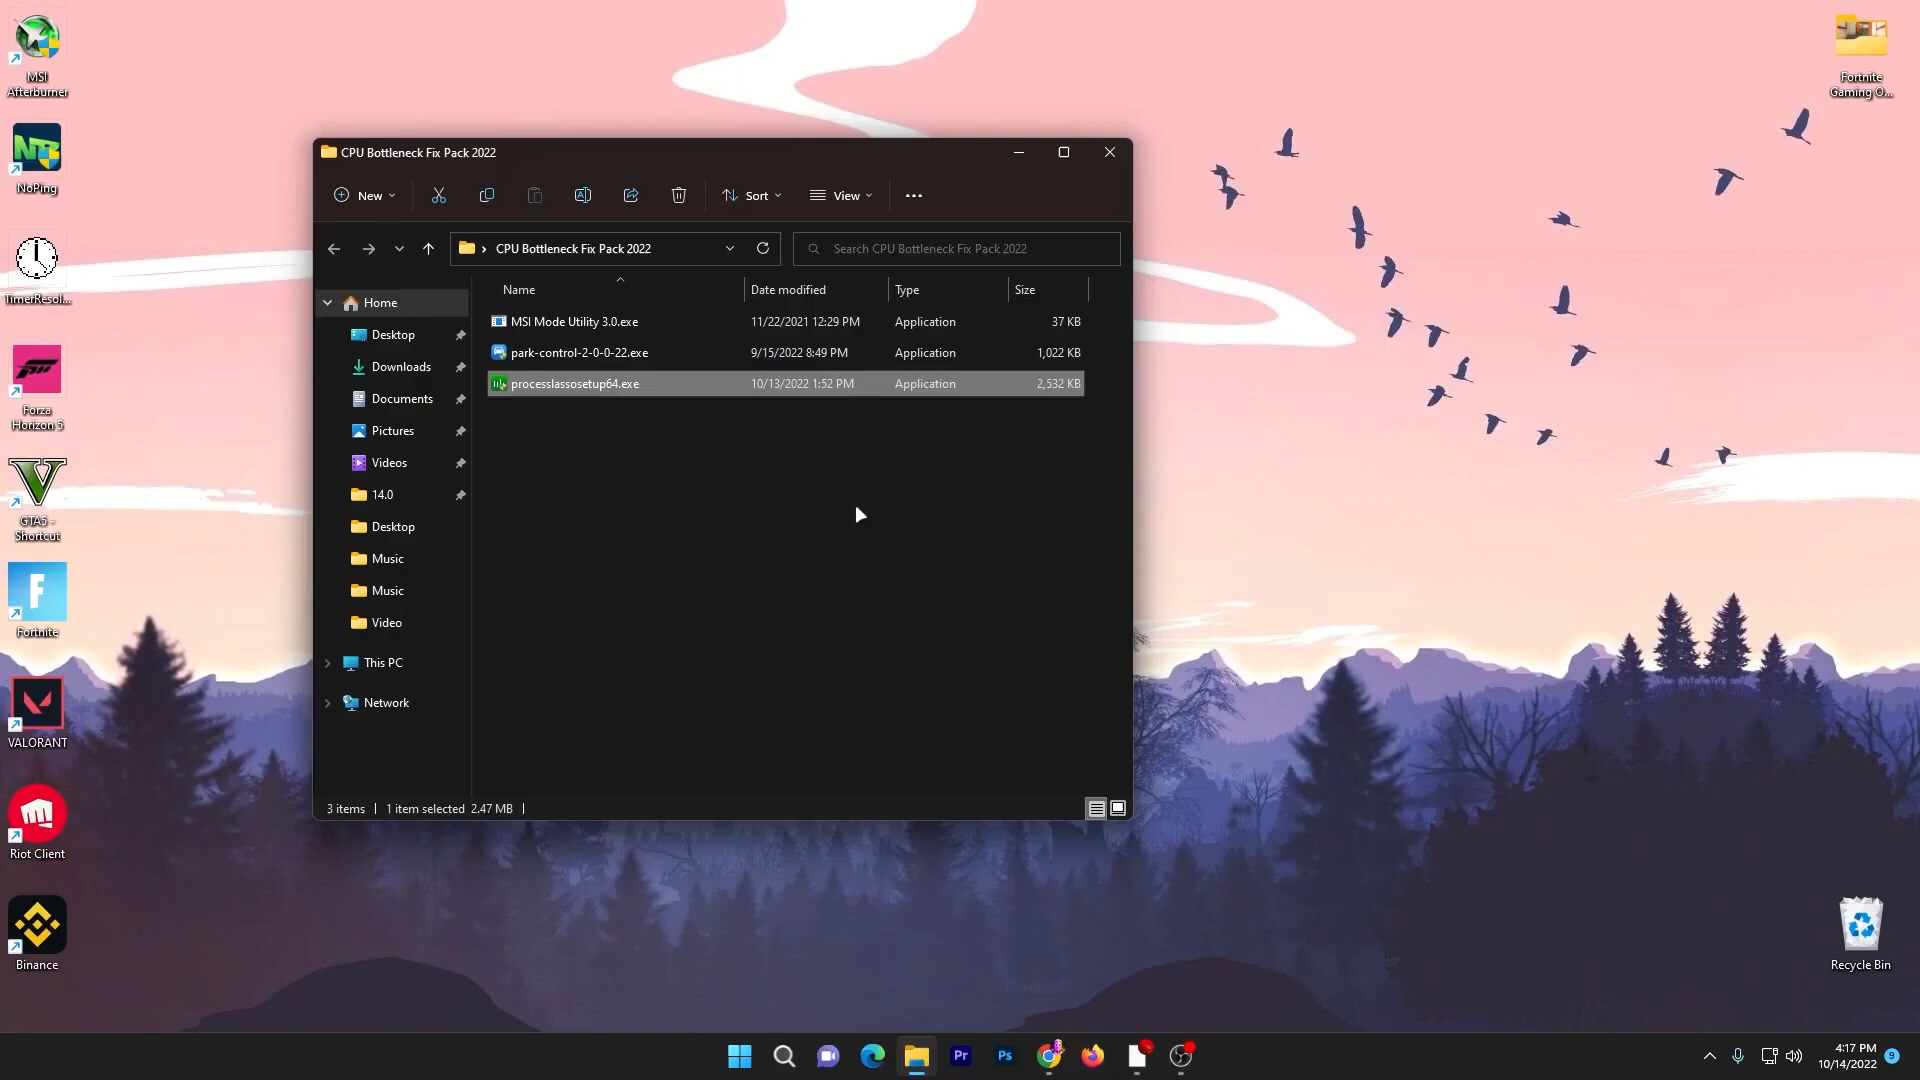 MSI
Afterburner
NoPing
TimerResol...
Forza
Horizon 5
GTA5 -
Shortcut
Fortnite
VALORANT
Riot Client
Binance
CPU Bottleneck Fix Pack 2022
New
Sort
View
CPU Bottleneck Fix Pack 2022
Search CPU Bottleneck Fix Pack 2022
Home
Desktop
Downloads
Documents
Pictures
Videos
14.0
Desktop
Music
Music
Video
This PC
Network
Name Date modified Type Size
MSI Mode Utility 3.0.exe 11/22/2021 12:29 PM Application 37 KB
park-control-2-0-0-22.exe 9/15/2022 8:49 PM Application 1,022 KB
processlassosetup64.exe 10/13/2022 1:52 PM Application 2,532 KB
3 items 1 item selected 2.47 MB
Fortnite
Gaming O...
Recycle Bin
Pr
Ps
4:17 PM
10/14/2022
9